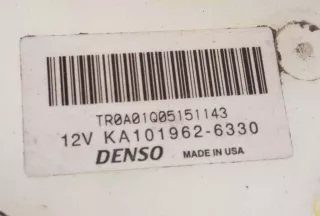 TR0A01Q05151143
12V KA101962-6330
DENSO MADE IN USA